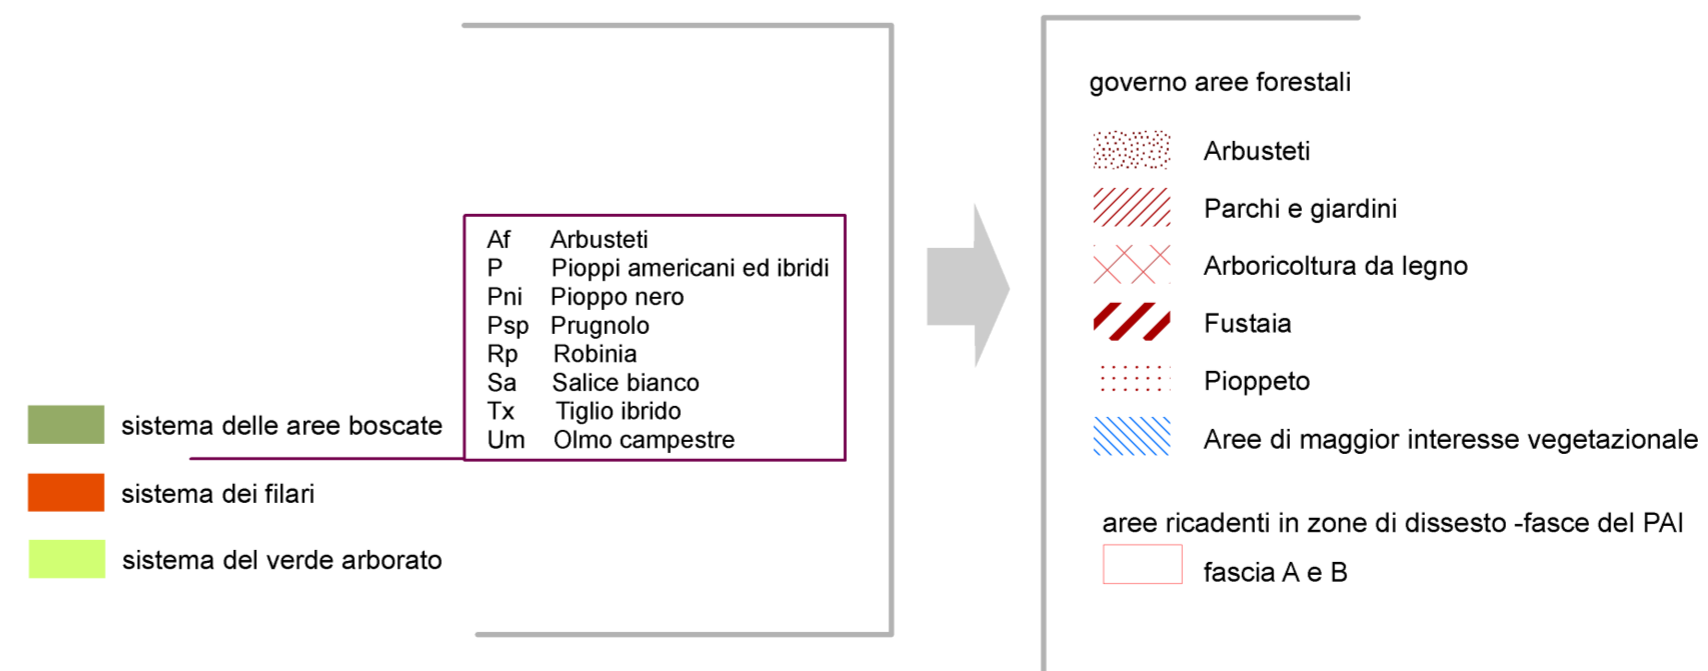 Af Arbusteti
P Pioppi americani ed ibridi
Pni Pioppo nero
Psp Prugnolo
Rp Robinia
Sa Salice bianco
Tx Tiglio ibrido
Um Olmo campestre
sistema delle aree boscate
sistema dei filari
sistema del verde arborato
governo aree forestali
Arbusteti
Parchi e giardini
Arboricoltura da legno
Fustaia
Pioppeto
Aree di maggior interesse vegetazionale
aree ricadenti in zone di dissesto -fasce del PAI
fascia A e B